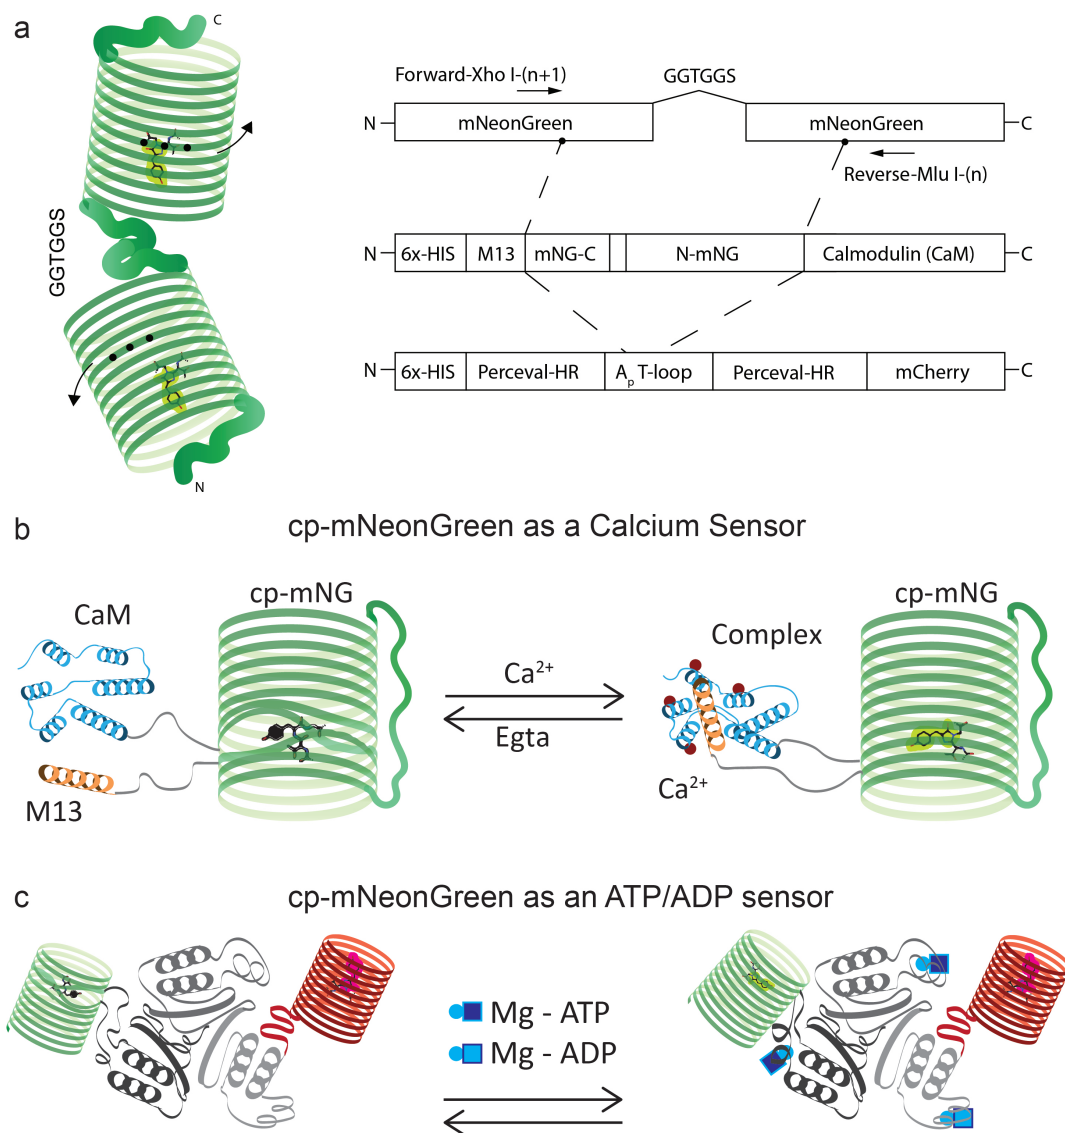 a
C
GGTGGS
N
Forward-Xho I-(n+1)
GGTGGS
N
mNeonGreen
mNeonGreen
C
Reverse-Mlu I-(n)
N
6x-HIS
M13
mNG-C
N-mNG
Calmodulin (CaM)
C
N
6x-HIS
Perceval-HR
Ap T-loop
Perceval-HR
mCherry
C
b
cp-mNeonGreen as a Calcium Sensor
CaM
cp-mNG
M13
Ca2+
Egta
Complex
Ca2+
cp-mNG
c
cp-mNeonGreen as an ATP/ADP sensor
Mg - ATP
Mg - ADP